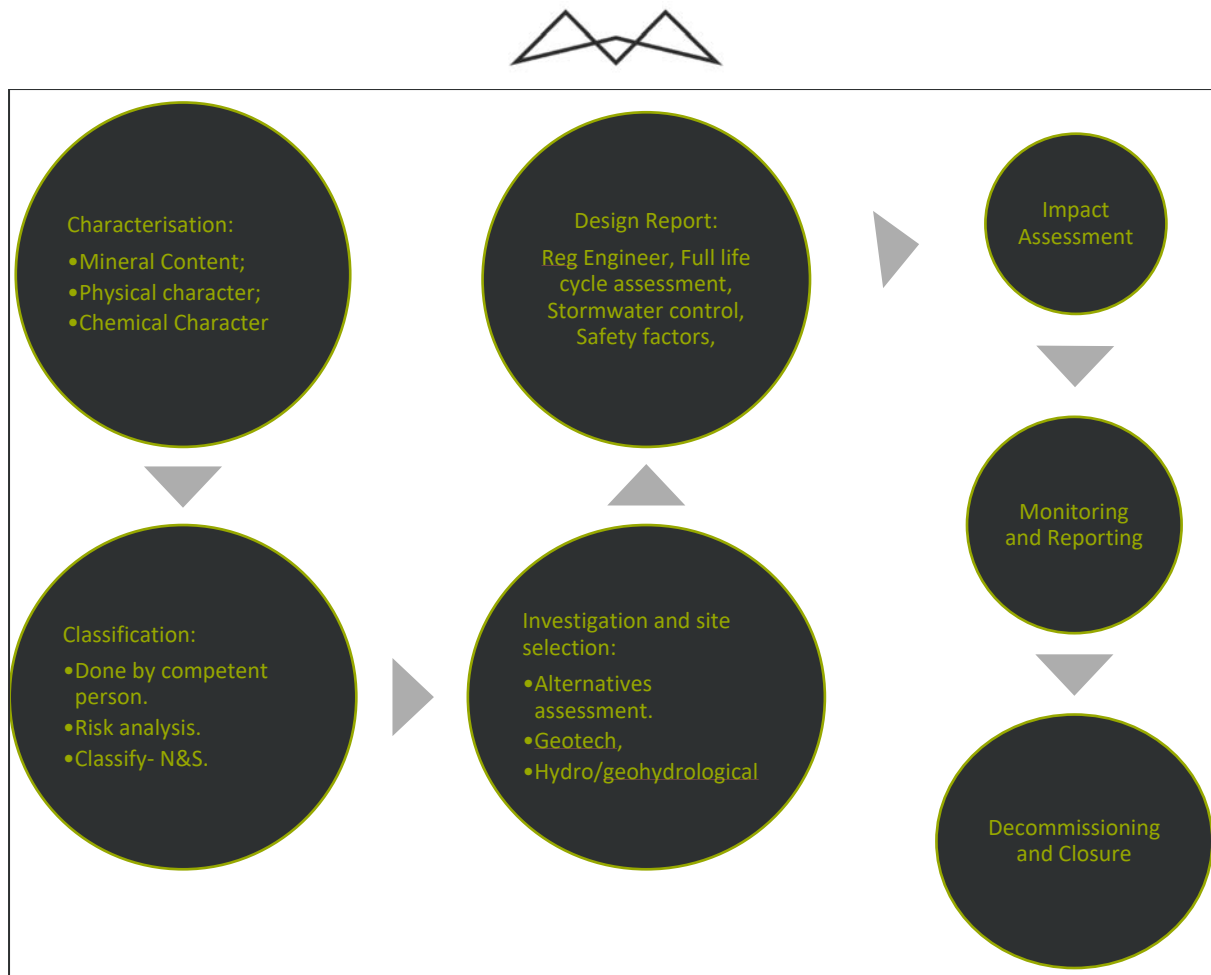 Characterisation:
•Mineral Content;
•Physical character;
•Chemical Character
Classification:
•Done by competent
person.
•Risk analysis.
•Classify- N&S.
Investigation and site
selection:
•Alternatives
assessment.
•Geotech,
•Hydro/geohydrological
Design Report:
Reg Engineer, Full life
cycle assessment,
Stormwater control,
Safety factors,
Impact
Assessment
Monitoring
and Reporting
Decommissioning
and Closure